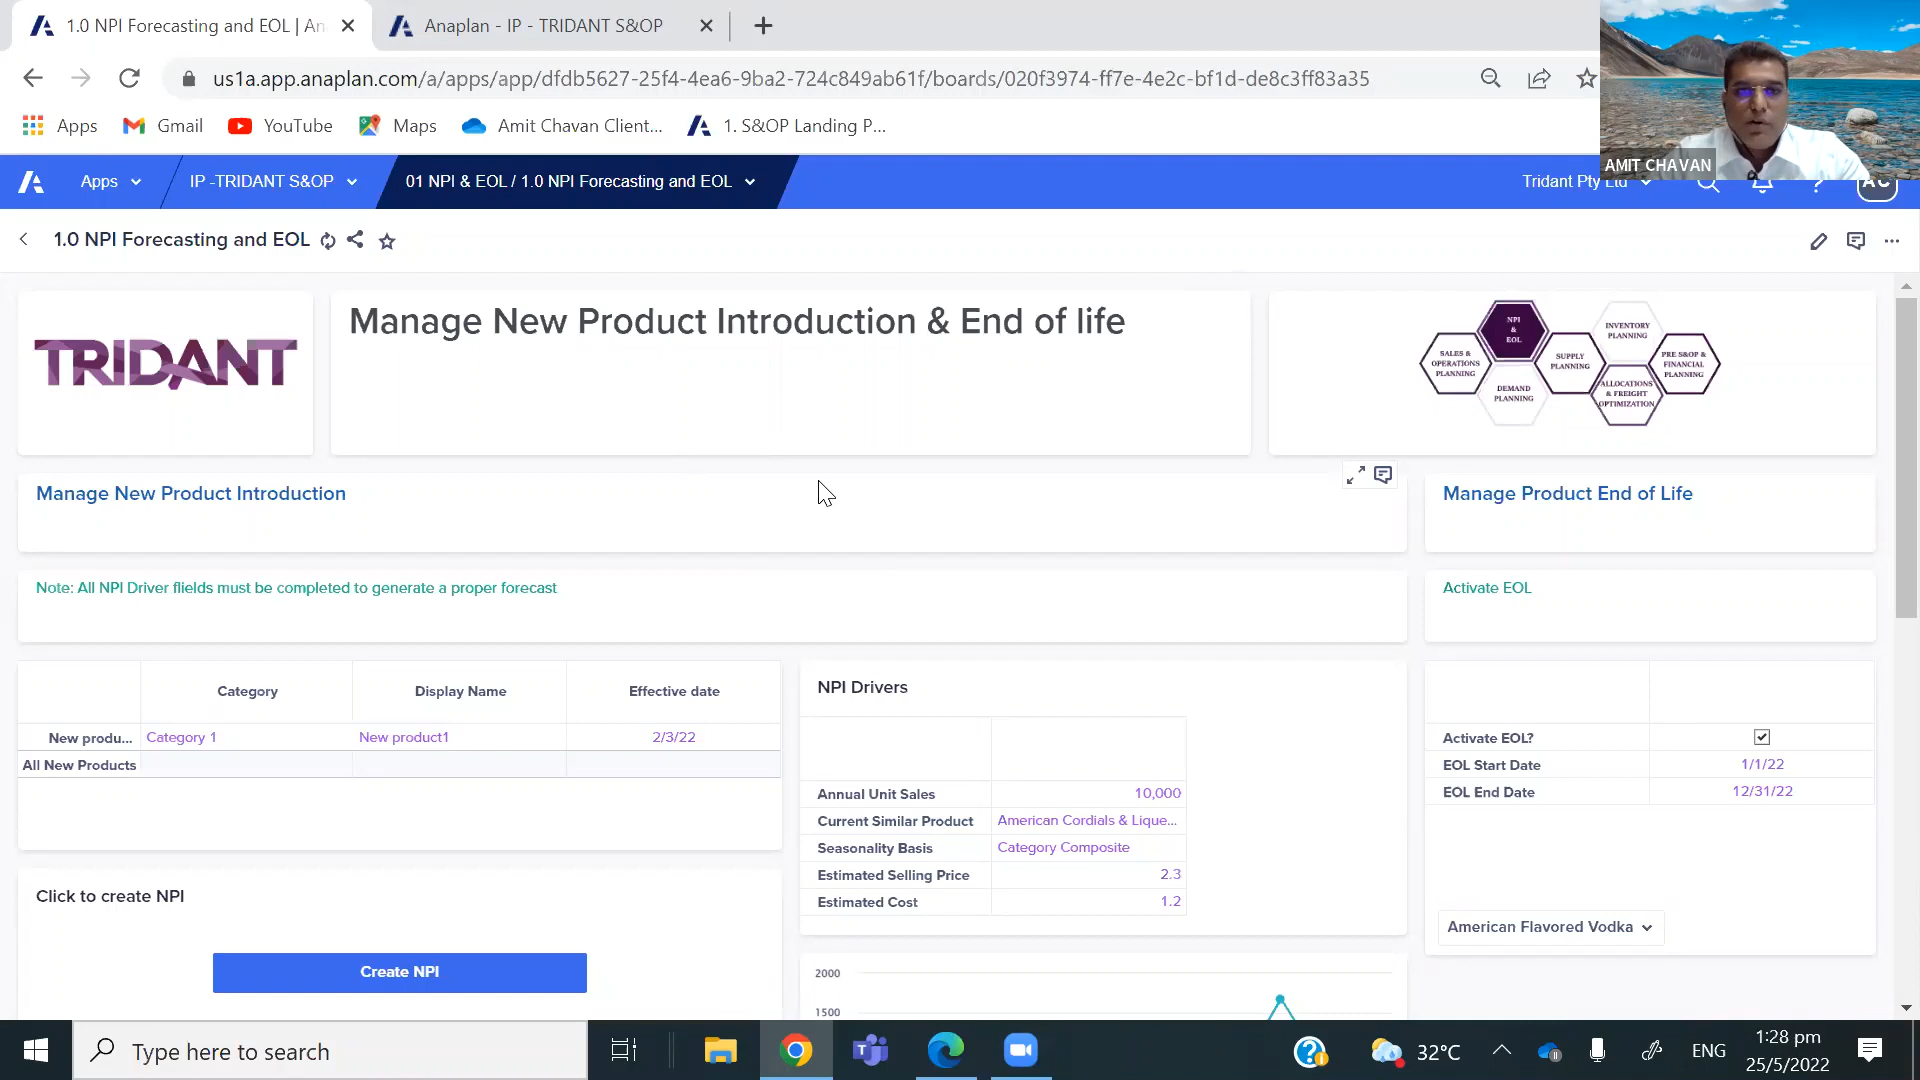 1.0 NPI Forecasting and EOL | An
Anaplan - IP - TRIDANT S&OP
us1a.app.anaplan.com/a/apps/app/dfdb5627-25f4-4ea6-9ba2-724c849ab61f/boards/020f3974-ff7e-4e2c-bf1d-de8c3ff83a35
Apps
Gmail
YouTube
Maps
Amit Chavan Client...
1. S&OP Landing P...
AMIT CHAVAN
Apps
IP -TRIDANT S&OP
01 NPI & EOL / 1.0 NPI Forecasting and EOL
Tridant Pty Ltd
AC
1.0 NPI Forecasting and EOL
TRIDANT
Manage New Product Introduction & End of life
SALES & OPERATIONS PLANNING
NPI & EOL
DEMAND PLANNING
SUPPLY PLANNING
INVENTORY PLANNING
ALLOCATIONS & FREIGHT OPTIMIZATION
PRE S&OP & FINANCIAL PLANNING
Manage New Product Introduction
Manage Product End of Life
Note: All NPI Driver flields must be completed to generate a proper forecast
Activate EOL
Category
Display Name
Effective date
New produ...
Category 1
New product1
2/3/22
All New Products
NPI Drivers
Annual Unit Sales
10,000
Current Similar Product
American Cordials & Lique...
Seasonality Basis
Category Composite
Estimated Selling Price
2.3
Estimated Cost
1.2
Activate EOL?
EOL Start Date
1/1/22
EOL End Date
12/31/22
American Flavored Vodka
Click to create NPI
Create NPI
2000
1500
Type here to search
32°C
ENG
1:28 pm
25/5/2022